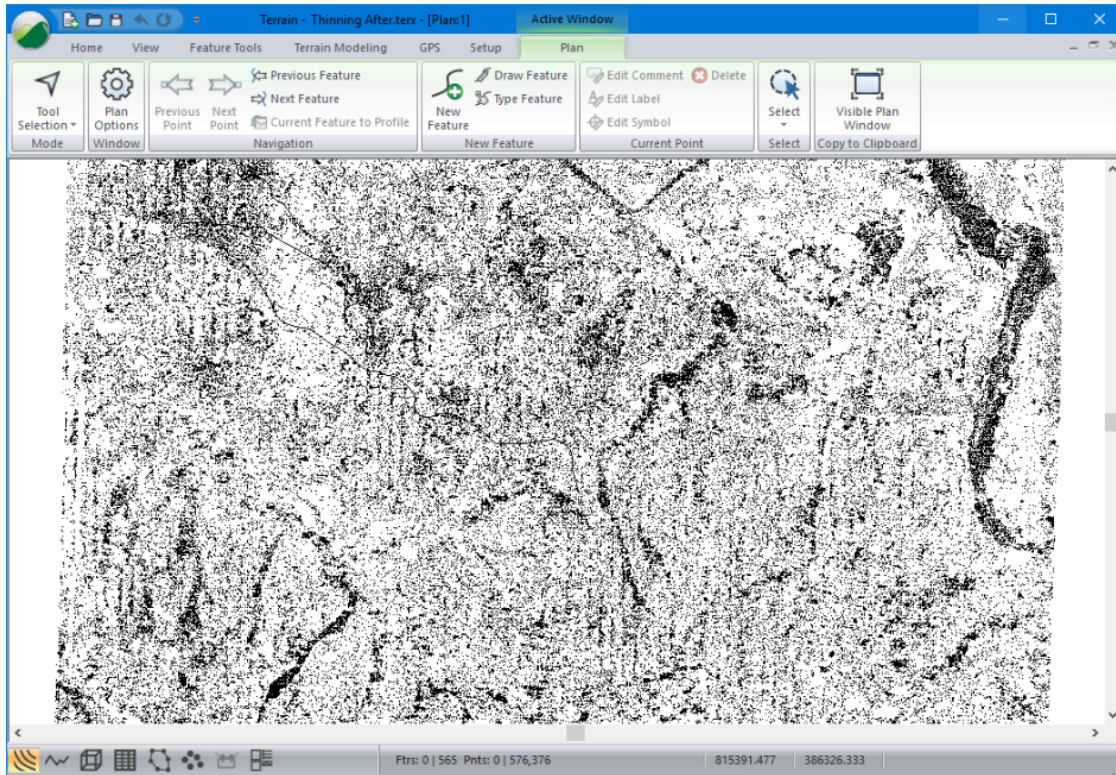 Terrain - Thinning After.terx - [Plan:1] Active Window
Home View Feature Tools Terrain Modeling GPS Setup Plan
Tool Selection
Mode
Plan Options
Window
Previous Point
Next Point
Previous Feature
Next Feature
Current Feature to Profile
Navigation
New Feature
Draw Feature
Type Feature
New Feature
Edit Comment
Delete
Edit Label
Edit Symbol
Current Point
Select
Select
Visible Plan Window
Copy to Clipboard
Ftrs: 0 | 565 Pnts: 0 | 576,376 815391.477 386326.333